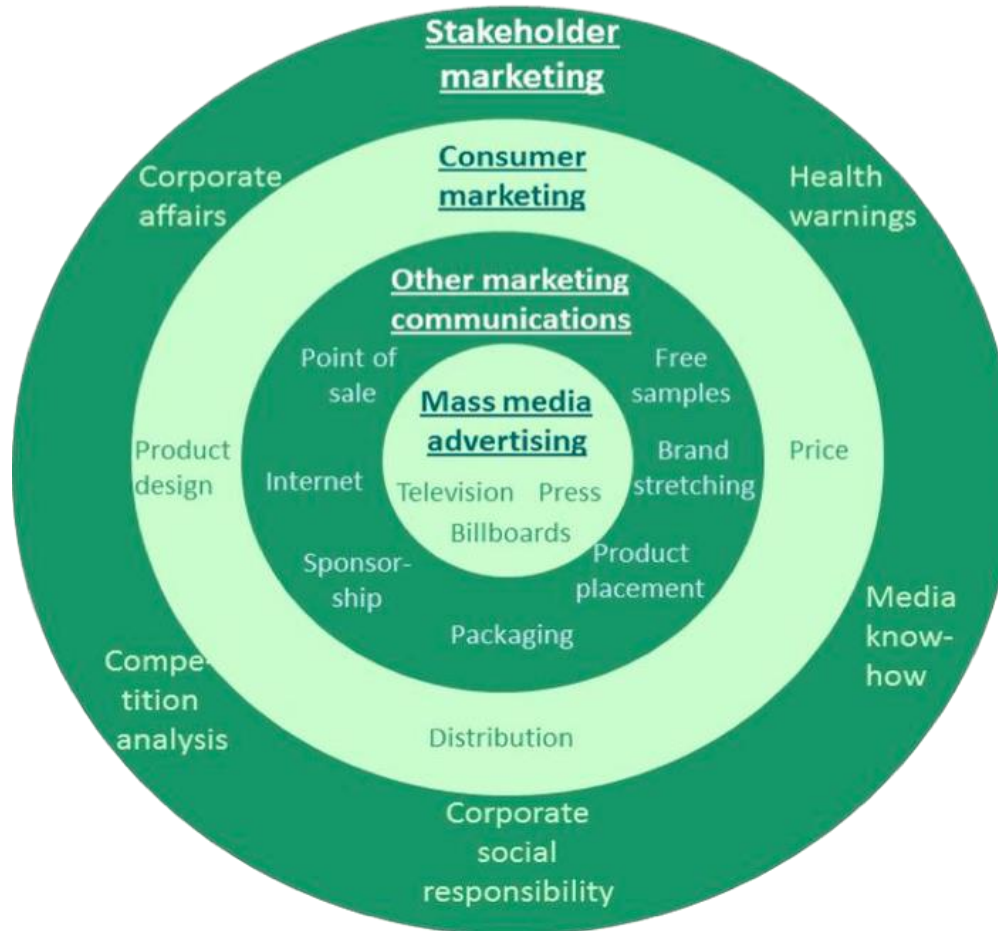 Stakeholder
marketing
Consumer
marketing
Corporate
affairs
Health
warnings
Other marketing
communications
Point of
sale
Free
samples
Mass media
advertising
Product
design
Internet
Brand
stretching
Price
Television Press
Billboards
Sponsor-
ship
Product
placement
Packaging
Media
know-
how
Compe-
tition
analysis
Distribution
Corporate
social
responsibility